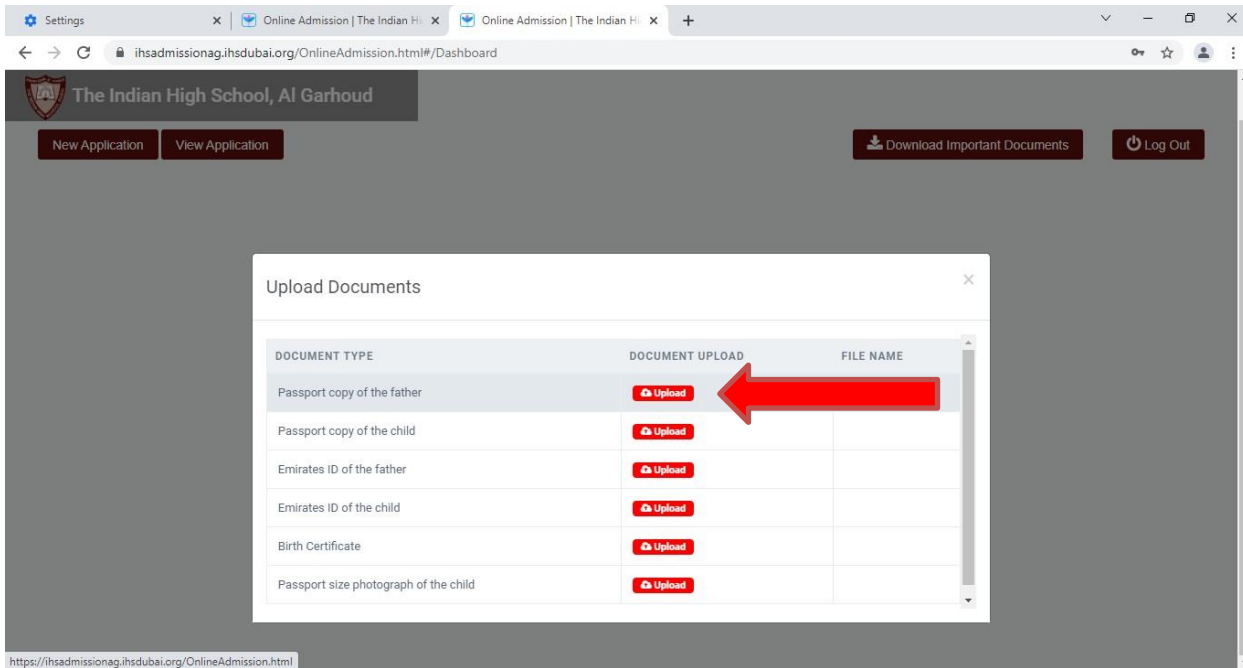 Settings
Online Admission | The Indian Hi
Online Admission | The Indian Hi
ihsadmissionag.ihsdubai.org/OnlineAdmission.html#/Dashboard
The Indian High School, Al Garhoud
New Application View Application Download Important Documents Log Out
Upload Documents
DOCUMENT TYPE DOCUMENT UPLOAD FILE NAME
Passport copy of the father Upload
Passport copy of the child Upload
Emirates ID of the father Upload
Emirates ID of the child Upload
Birth Certificate Upload
Passport size photograph of the child Upload
https://ihsadmissionag.ihsdubai.org/OnlineAdmission.html